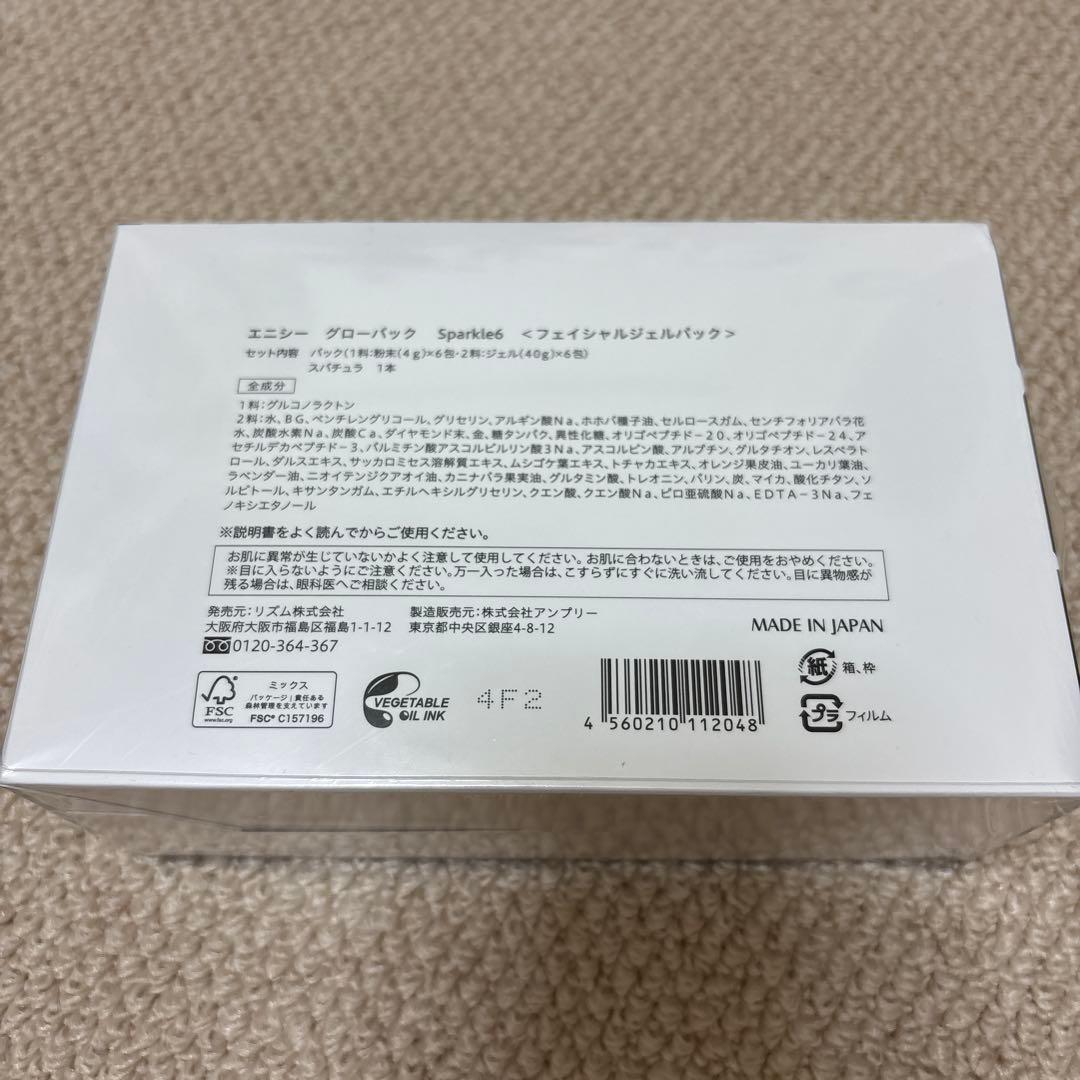 エニシー　グローパック　Sparkle6　＜フェイシャルジェルパック＞
セット内容　パック(1料:粉末(4g)×6包・2料:ジェル(40g)×6包)
スパチュラ　1本
全成分
1料:グルコノラクトン
2料:水、BG、ペンチレングリコール、グリセリン、アルギン酸Na、ホホバ種子油、セルロースガム、センチフォリアバラ花
水、炭酸水素Na、炭酸Ca、ダイヤモンド末、金、糖タンパク、異性化糖、オリゴペプチド－20、オリゴペプチド－24、ア
セチルデカペプチド－3、パルミチン酸アスコルビルリン酸3Na、アスコルビン酸、アルブチン、グルタチオン、レスベラト
ロール、ダルスエキス、サッカロミセス溶解質エキス、ムシゴケ葉エキス、トチャカエキス、オレンジ果皮油、ユーカリ葉油、
ラベンダー油、ニオイテンジクアオイ油、カニナバラ果実油、グルタミン酸、トレオニン、バリン、炭、マイカ、酸化チタン、ソ
ルビトール、キサンタンガム、エチルヘキシルグリセリン、クエン酸、クエン酸Na、ピロ亜硫酸Na、EDTA－3Na、フェ
ノキシエタノール
※説明書をよく読んでからご使用ください。
お肌に異常が生じていないかよく注意して使用してください。お肌に合わないときは、ご使用をおやめください。
※目に入らないようにご注意ください。万一入った場合は、こすらずにすぐに洗い流してください。目に異物感が
残る場合は、眼科医へご相談ください。
発売元:リズム株式会社　製造販売元:株式会社アンプリー
大阪府大阪市福島区福島1-1-12　東京都中央区銀座4-8-12
MADE IN JAPAN
0120-364-367
FSC
www.fsc.org
ミックス
パッケージ｜責任ある
森林管理を支えています
FSC® C157196
VEGETABLE
OIL INK
4F2
4 560210 112048
紙 箱、枠
プラ フィルム